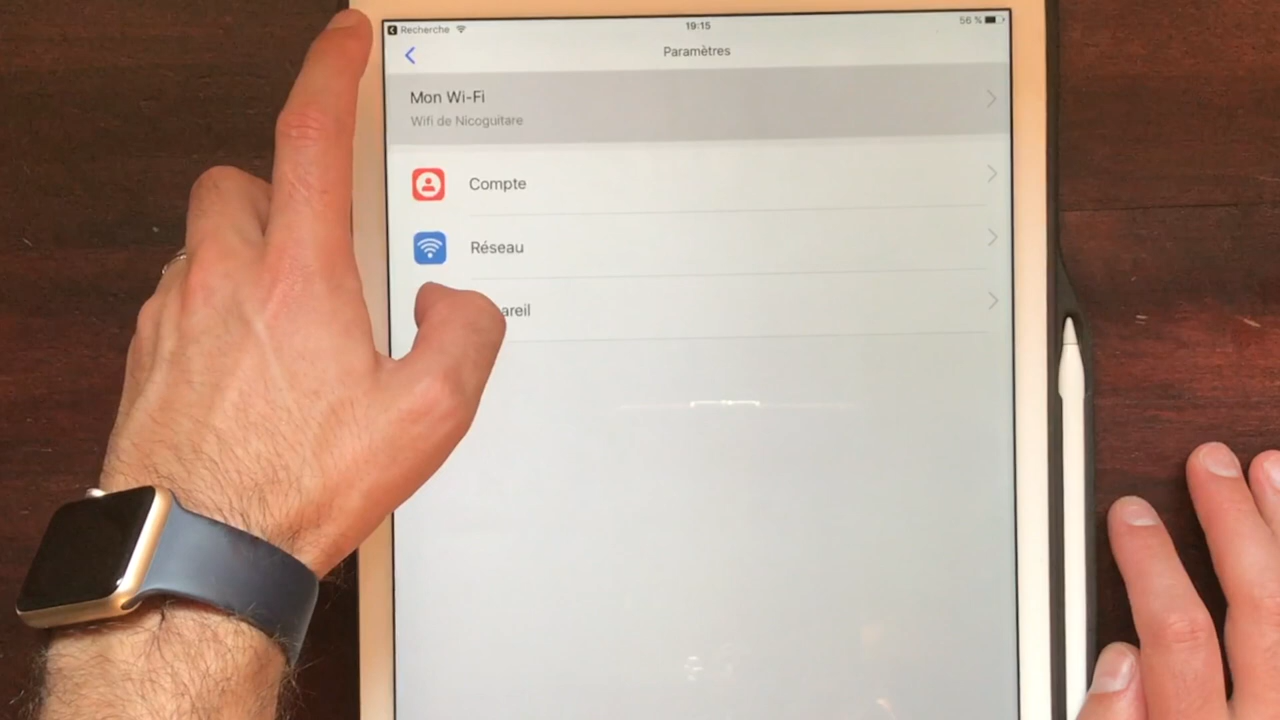 Recherche
19:15
56 %
Paramètres
Mon Wi-Fi
Wifi de Nicoguitare
Compte
Réseau
areil